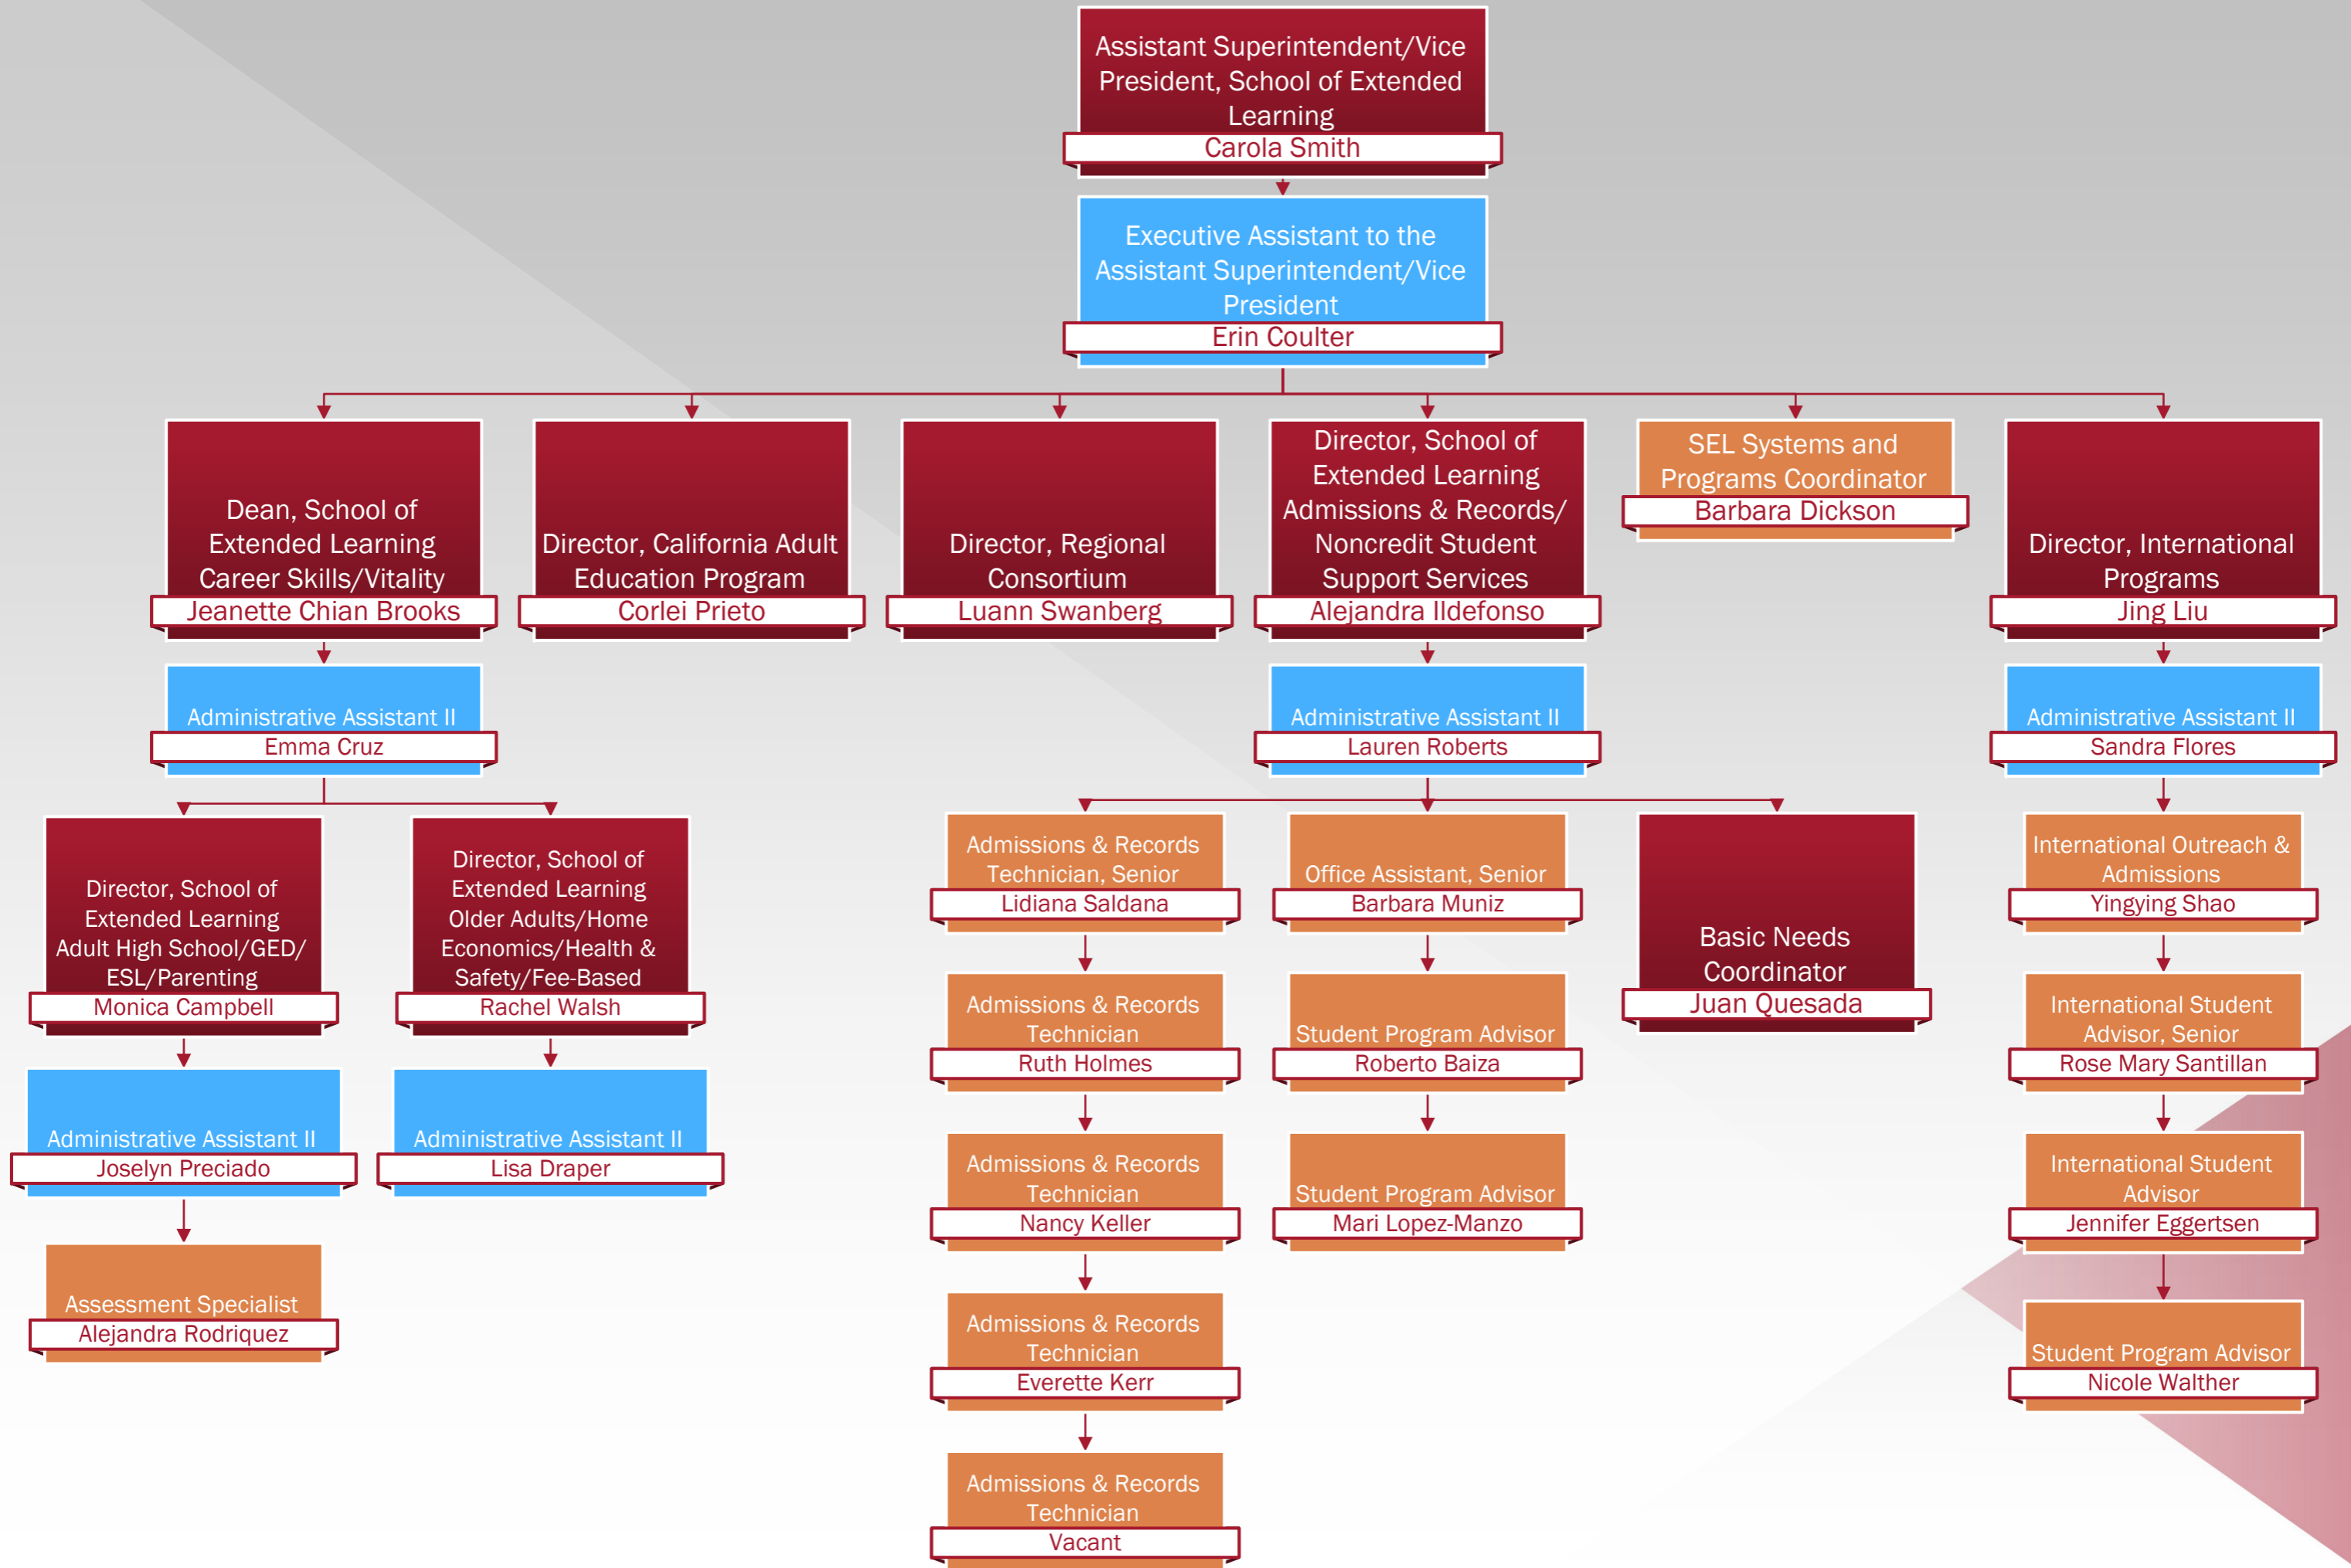 Assistant Superintendent/Vice
President, School of Extended
Learning
Carola Smith
Executive Assistant to the
Assistant Superintendent/Vice
President
Erin Coulter
Dean, School of
Extended Learning
Career Skills/Vitality
Jeanette Chian Brooks
Director, California Adult
Education Program
Corlei Prieto
Director, Regional
Consortium
Luann Swanberg
Director, School of
Extended Learning
Admissions & Records/
Noncredit Student
Support Services
Alejandra Ildefonso
SEL Systems and
Programs Coordinator
Barbara Dickson
Director, International
Programs
Jing Liu
Administrative Assistant II
Emma Cruz
Administrative Assistant II
Lauren Roberts
Administrative Assistant II
Sandra Flores
Director, School of
Extended Learning
Adult High School/GED/
ESL/Parenting
Monica Campbell
Director, School of
Extended Learning
Older Adults/Home
Economics/Health &
Safety/Fee-Based
Rachel Walsh
Admissions & Records
Technician, Senior
Lidiana Saldana
Office Assistant, Senior
Barbara Muniz
Basic Needs
Coordinator
Juan Quesada
International Outreach &
Admissions
Yingying Shao
Admissions & Records
Technician
Ruth Holmes
Student Program Advisor
Roberto Baiza
International Student
Advisor, Senior
Rose Mary Santillan
Administrative Assistant II
Joselyn Preciado
Administrative Assistant II
Lisa Draper
Admissions & Records
Technician
Nancy Keller
Student Program Advisor
Mari Lopez-Manzo
International Student
Advisor
Jennifer Eggertsen
Assessment Specialist
Alejandra Rodriquez
Admissions & Records
Technician
Everette Kerr
Student Program Advisor
Nicole Walther
Admissions & Records
Technician
Vacant